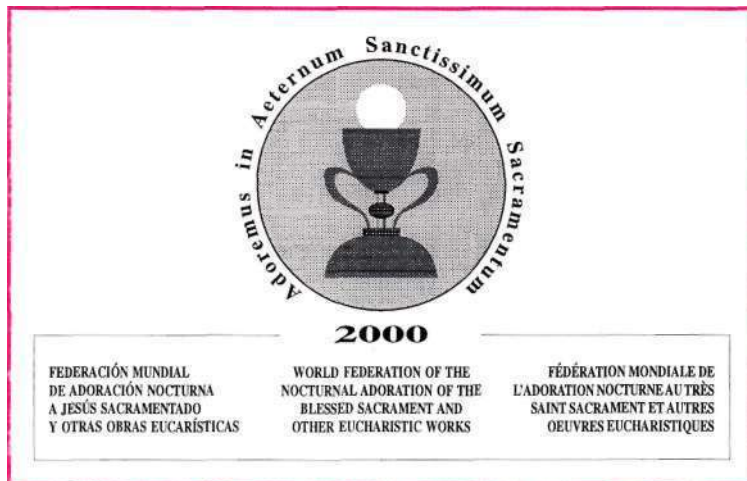 Adoremus in Aeternum Sanctissimum Sacramentum
2000
FEDERACIÓN MUNDIAL
DE ADORACIÓN NOCTURNA
A JESÚS SACRAMENTADO
Y OTRAS OBRAS EUCARÍSTICAS
WORLD FEDERATION OF THE
NOCTURNAL ADORATION OF THE
BLESSED SACRAMENT AND
OTHER EUCHARISTIC WORKS
FÉDÉRATION MONDIALE DE
L'ADORATION NOCTURNE AU TRÈS
SAINT SACRAMENT ET AUTRES
OEUVRES EUCHARISTIQUES